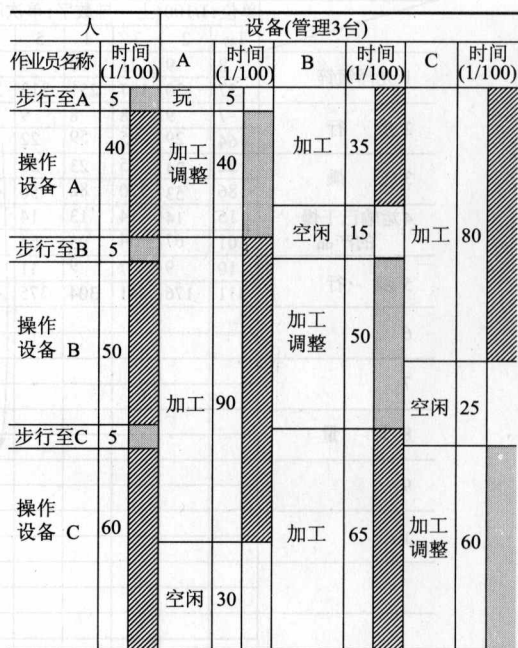 人 设备(管理3台)
作业员名称 时间 (1/100) A 时间 (1/100) B 时间 (1/100) C 时间 (1/100)
步行至A 5 玩 5
加工 35
加工 80
操作
设备 A
40
加工
调整
40
空闲 15
步行至B 5
加工
调整
50
操作
设备 B
50
加工 90
空闲 25
步行至C 5
加工 65
加工
调整
60
操作
设备 C
60
空闲 30